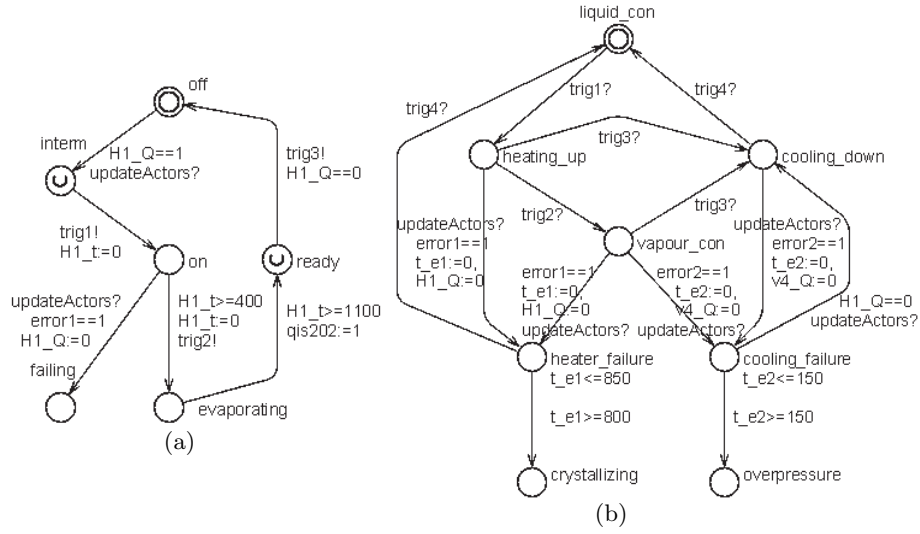 off
interm
H1_Q==1
updateActors?
trig3!
H1_Q==0
trig1!
H1_t:=0
on
ready
updateActors?
error1==1
H1_Q:=0
H1_t>=400
H1_t:=0
trig2!
H1_t>=1100
qis202:=1
failing
evaporating
(a)
liquid_con
trig4?
trig1?
trig4?
trig3?
heating_up
cooling_down
trig2?
trig3?
updateActors?
error1==1
t_e1:=0,
H1_Q:=0
vapour_con
updateActors?
error2==1
t_e2:=0,
v4_Q:=0
error1==1
t_e1:=0,
H1_Q:=0
updateActors?
error2==1
t_e2:=0,
v4_Q:=0
updateActors?
H1_Q==0
updateActors?
heater_failure
t_e1<=850
cooling_failure
t_e2<=150
t_e1>=800
t_e2>=150
crystallizing
overpressure
(b)